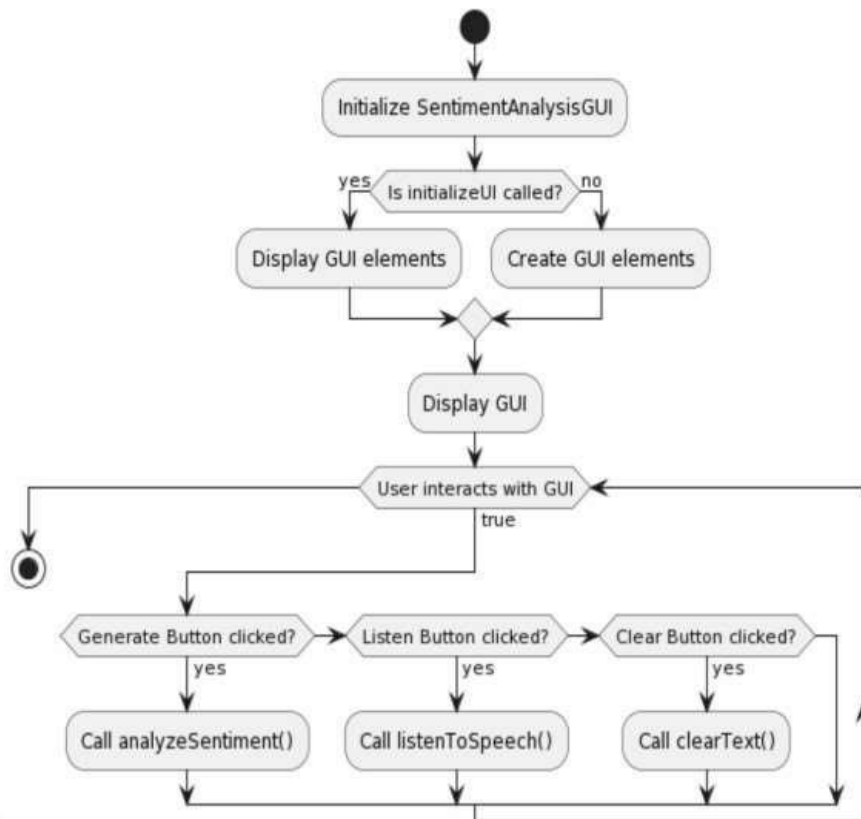 Initialize SentimentAnalysisGUI
yes
Is initializeUI called?
no
Display GUI elements
Create GUI elements
Display GUI
User interacts with GUI
true
Generate Button clicked?
Listen Button clicked?
Clear Button clicked?
yes
yes
yes
Call analyzeSentiment()
Call listenToSpeech()
Call clearText()